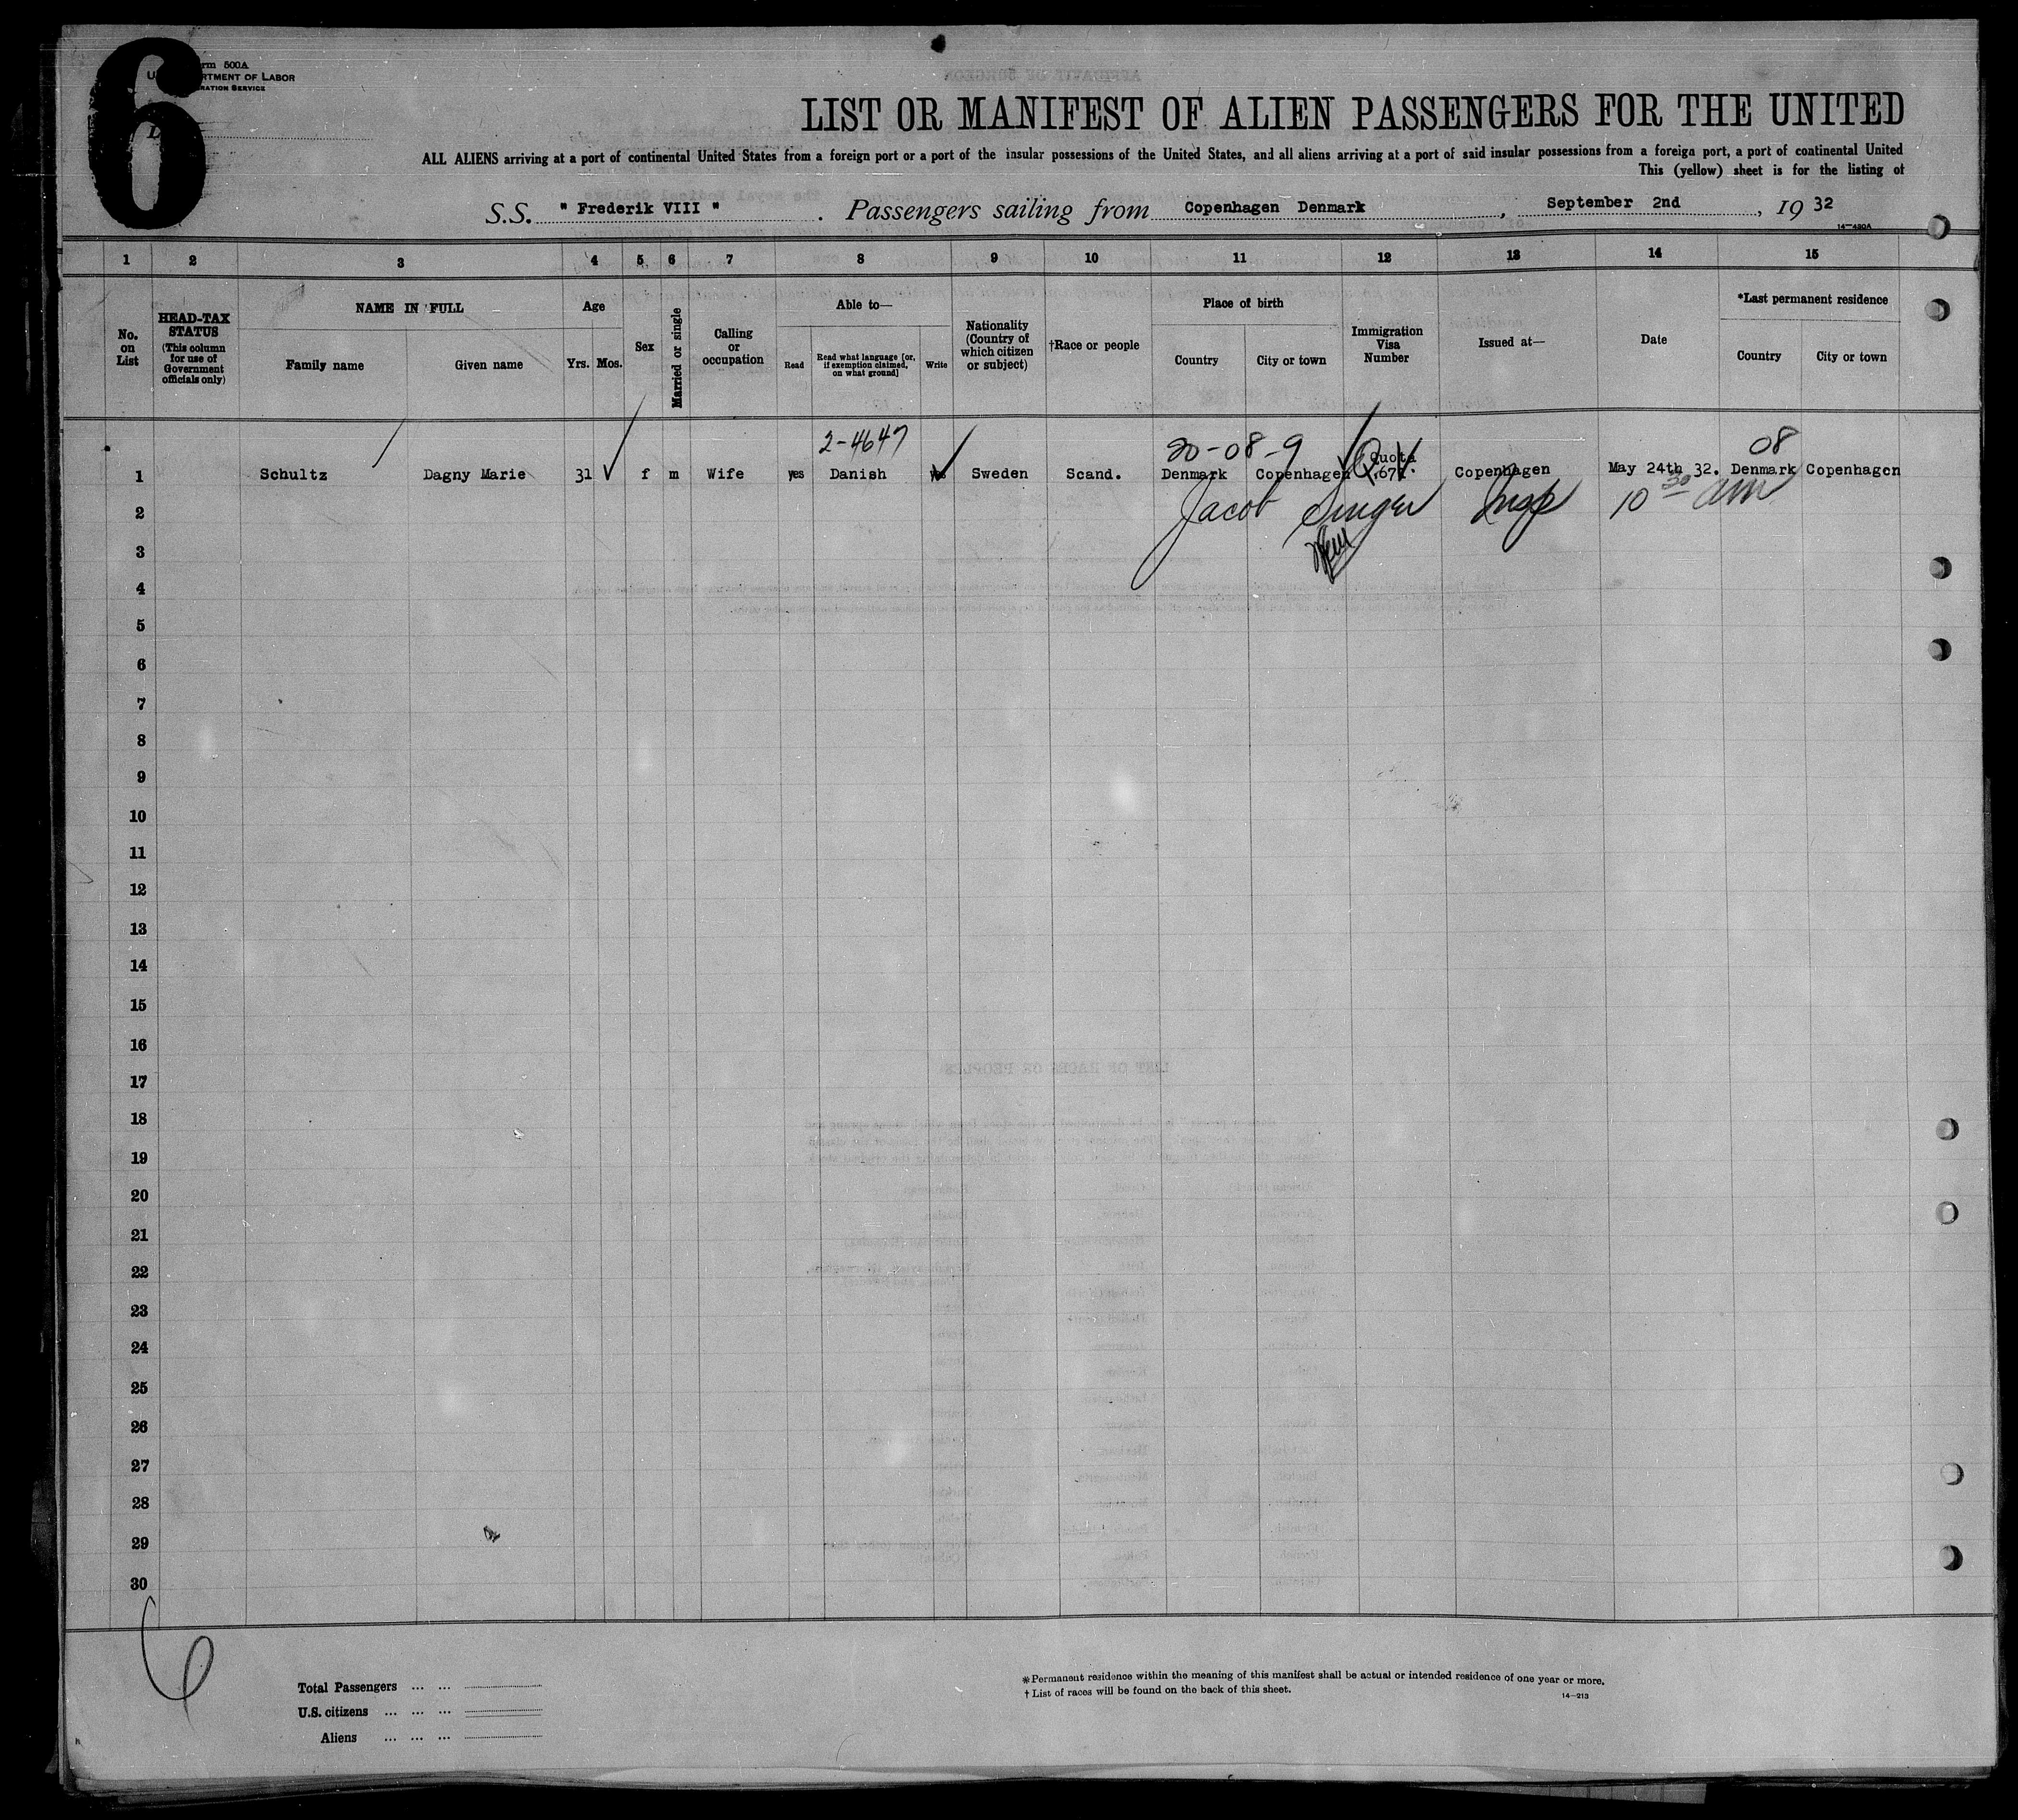 6
rm 500A
U
RTMENT OF LABOR
RATION SERVICE
LIST OR MANIFEST OF ALIEN PASSENGERS FOR THE UNITED
ALL ALIENS arriving at a port of continental United States from a foreign port or a port of the insular possessions of the United States, and all aliens arriving at a port of said insular possessions from a foreign port, a port of continental United
This (yellow) sheet is for the listing of
S.S. " Frederik VIII " . Passengers sailing from Copenhagen Denmark , September 2nd , 19 32
14—430A
1 2 3 4 5 6 7 8 9 10 11 12 13 14 15
No. on List
HEAD-TAX STATUS (This column for use of Government officials only)
NAME IN FULL
Family name Given name
Age
Yrs. Mos.
Sex
Married or single
Calling or occupation
Able to—
Read Read what language [or, if exemption claimed, on what ground] Write
Nationality (Country of which citizen or subject)
†Race or people
Place of birth
Country City or town
Immigration Visa Number
Issued at—
Date
*Last permanent residence
Country City or town
2-4647 20-08-9 Quota 08
1 Schultz Dagny Marie 31 f m Wife yes Danish yes Sweden Scand. Denmark Copenhagen Copenhagen May 24th 32. Denmark Copenhagen
2 Jacob Singer Insp 10 30 am
3
4
5
6
7
8
9
10
11
12
13
14
15
16
17
18
19
20
21
22
23
24
25
26
27
28
29
30
6
Total Passengers ... ...
U.S. citizens ... ... ...
Aliens ... ... ...
*Permanent residence within the meaning of this manifest shall be actual or intended residence of one year or more.
† List of races will be found on the back of this sheet.
14—213